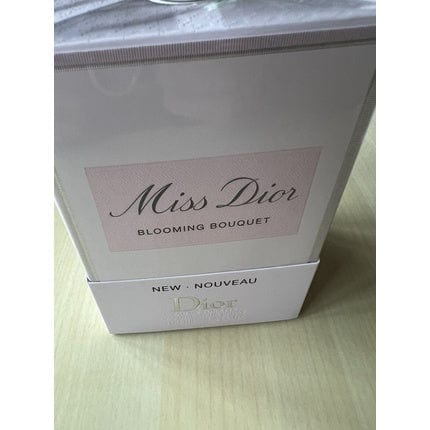 Miss Dior
BLOOMING BOUQUET
NEW · NOUVEAU
Dior